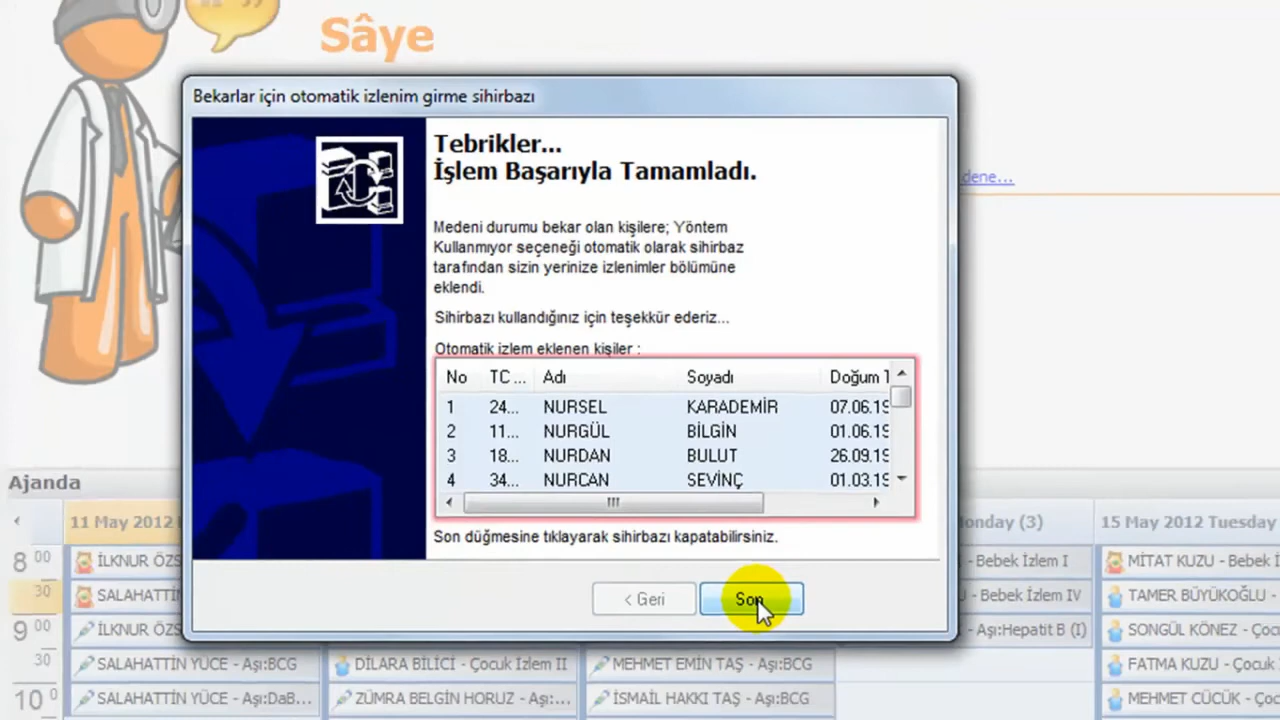 Sâye
Bekarlar için otomatik izlenim girme sihirbazı
Tebrikler...
İşlem Başarıyla Tamamladı.
dene...
Medeni durumu bekar olan kişilere; Yöntem
Kullanmıyor seçeneği otomatik olarak sihirbaz
tarafından sizin yerinize izlenimler bölümüne
eklendi.
Sihirbazı kullandığınız için teşekkür ederiz...
Otomatik izlem eklenen kişiler :
No TC ... Adı Soyadı Doğum T
1 24... NURSEL KARADEMİR 07.06.19
2 11... NURGÜL BİLGİN 01.06.19
3 18... NURDAN BULUT 26.09.19
4 34... NURCAN SEVİNÇ 01.03.19
Son düğmesine tıklayarak sihirbazı kapatabilirsiniz.
< Geri Son
Ajanda
11 May 2012 onday (3) 15 May 2012 Tuesday
8 00 İLKNUR ÖZS - Bebek İzlem I MİTAT KUZU - Bebek İ
30 SALAHATTİN - Bebek İzlem IV TAMER BÜYÜKOĞLU -
9 00 İLKNUR ÖZS - Aşı:Hepatit B (I) SONGÜL KÖNEZ - Çoc
30 SALAHATTİN YÜCE - Aşı:BCG DİLARA BİLİCİ - Çocuk İzlem II MEHMET EMİN TAŞ - Aşı:BCG FATMA KUZU - Çocuk
10 0 SALAHATTİN YÜCE - Aşı:DaB... ZÜMRA BELGİN HORUZ - Aşı:... İSMAİL HAKKI TAŞ - Aşı:BCG MEHMET CÜCÜK - Çoc